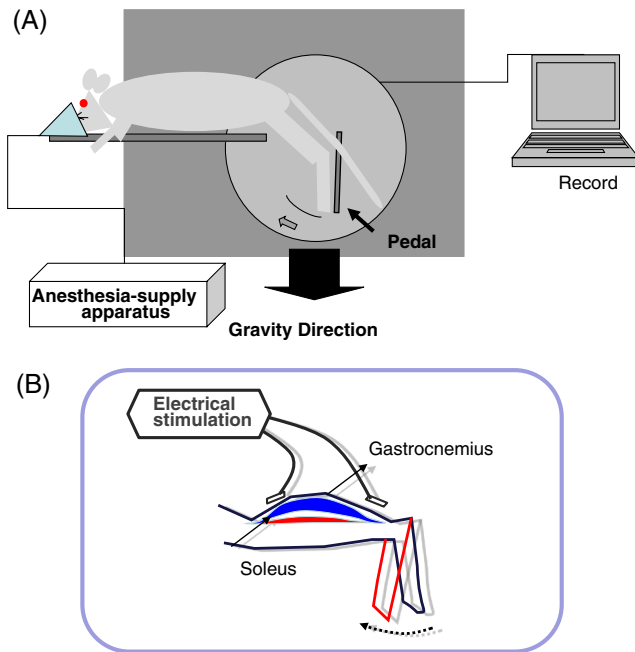 (A)
Record
Pedal
Anesthesia-supply
apparatus
Gravity Direction
(B)
Electrical
stimulation
Gastrocnemius
Soleus